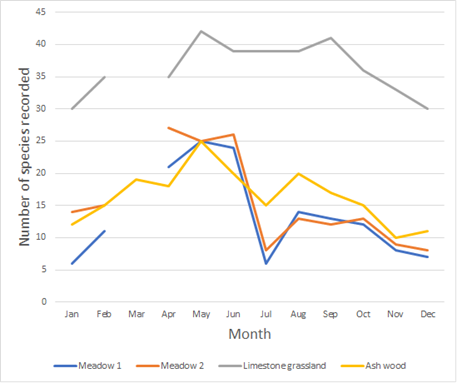 45
40
35
30
25
20
15
10
5
0
Number of species recorded
Jan Feb Mar Apr May Jun Jul Aug Sep Oct Nov Dec
Month
Meadow 1 Meadow 2 Limestone grassland Ash wood